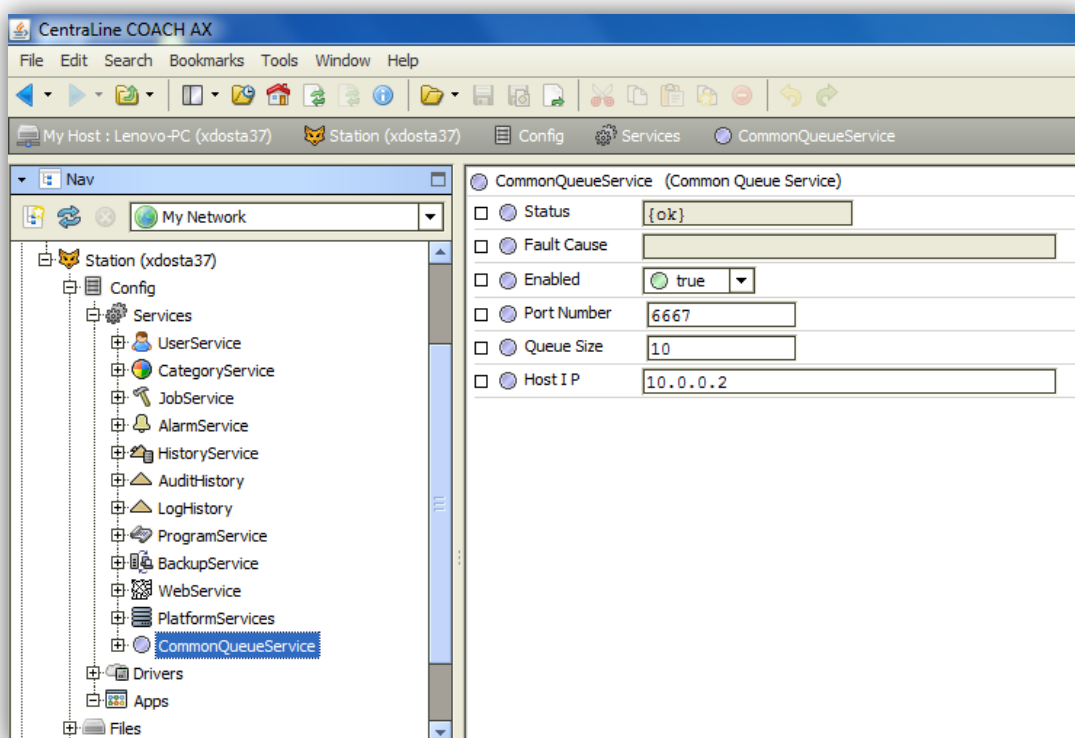 CentraLine COACH AX
File Edit Search Bookmarks Tools Window Help
My Host : Lenovo-PC (xdosta37) Station (xdosta37) Config Services CommonQueueService
Nav
My Network
Station (xdosta37)
Config
Services
UserService
CategoryService
JobService
AlarmService
HistoryService
AuditHistory
LogHistory
ProgramService
BackupService
WebService
PlatformServices
CommonQueueService
Drivers
Apps
Files
CommonQueueService (Common Queue Service)
Status {ok}
Fault Cause
Enabled true
Port Number 6667
Queue Size 10
Host I P 10.0.0.2